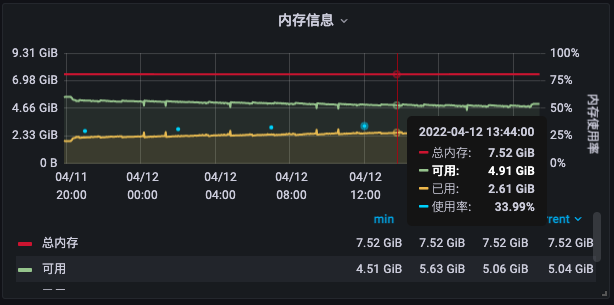 内存信息
9.31 GiB
6.98 GiB
4.66 GiB
2.33 GiB
0 B
100%
75%
50%
25%
0%
内存使用率
04/11 20:00
04/12 00:00
04/12 04:00
04/12 08:00
04/12 12:00
2022-04-12 13:44:00
总内存: 7.52 GiB
可用: 4.91 GiB
已用: 2.61 GiB
使用率: 33.99%
min rrent
总内存 7.52 GiB 7.52 GiB 7.52 GiB 7.52 GiB
可用 4.51 GiB 5.63 GiB 5.06 GiB 5.04 GiB